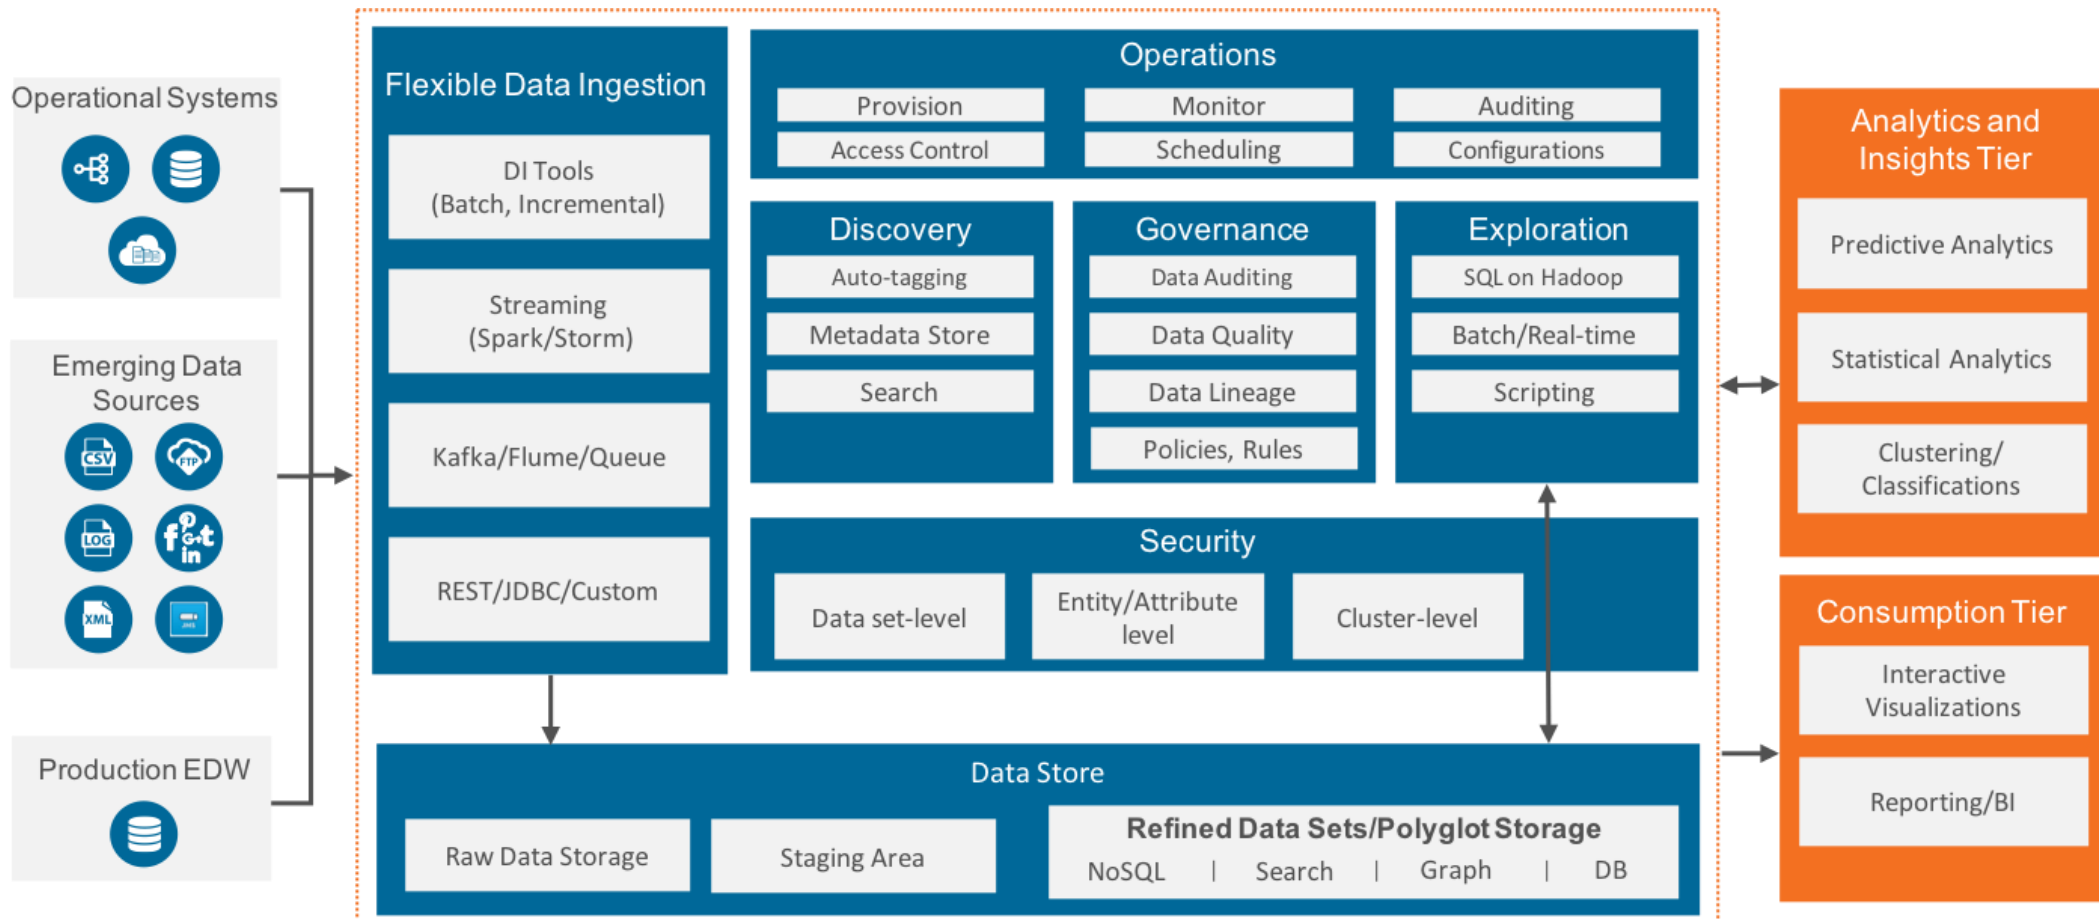 Operational Systems
Emerging Data
Sources
CSV
FTP
LOG
f P G+ t in
XML
JMS
Production EDW
Flexible Data Ingestion
DI Tools
(Batch, Incremental)
Streaming
(Spark/Storm)
Kafka/Flume/Queue
REST/JDBC/Custom
Operations
Provision
Monitor
Auditing
Access Control
Scheduling
Configurations
Discovery
Auto-tagging
Metadata Store
Search
Governance
Data Auditing
Data Quality
Data Lineage
Policies, Rules
Exploration
SQL on Hadoop
Batch/Real-time
Scripting
Security
Data set-level
Entity/Attribute
level
Cluster-level
Data Store
Raw Data Storage
Staging Area
Refined Data Sets/Polyglot Storage
NoSQL | Search | Graph | DB
Analytics and
Insights Tier
Predictive Analytics
Statistical Analytics
Clustering/
Classifications
Consumption Tier
Interactive
Visualizations
Reporting/BI